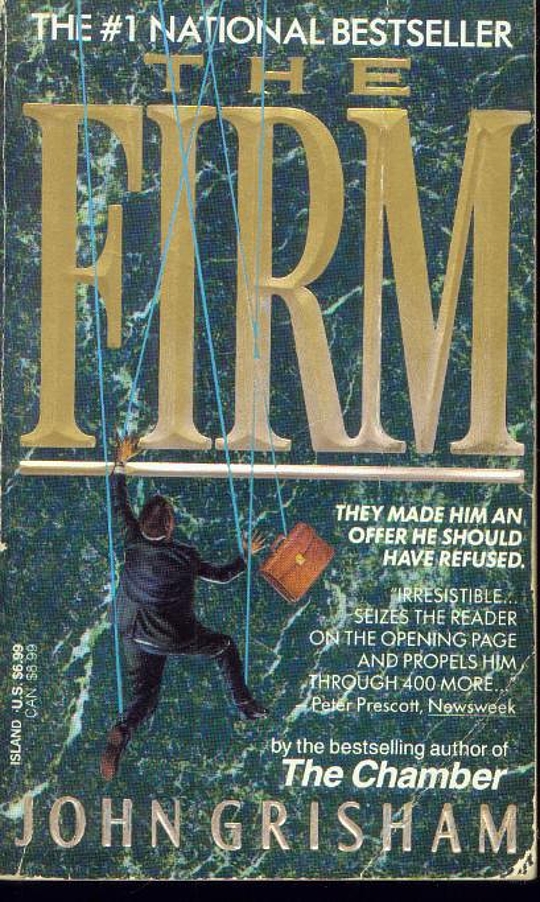 THE #1 NATIONAL BESTSELLER
THE
FIRM
THEY MADE HIM AN
OFFER HE SHOULD
HAVE REFUSED.
"IRRESISTIBLE...
SEIZES THE READER
ON THE OPENING PAGE
AND PROPELS HIM
THROUGH 400 MORE..."
– Peter Prescott, Newsweek
ISLAND · U.S. $6.99
CAN. $8.99
by the bestselling author of
The Chamber
JOHN GRISHAM